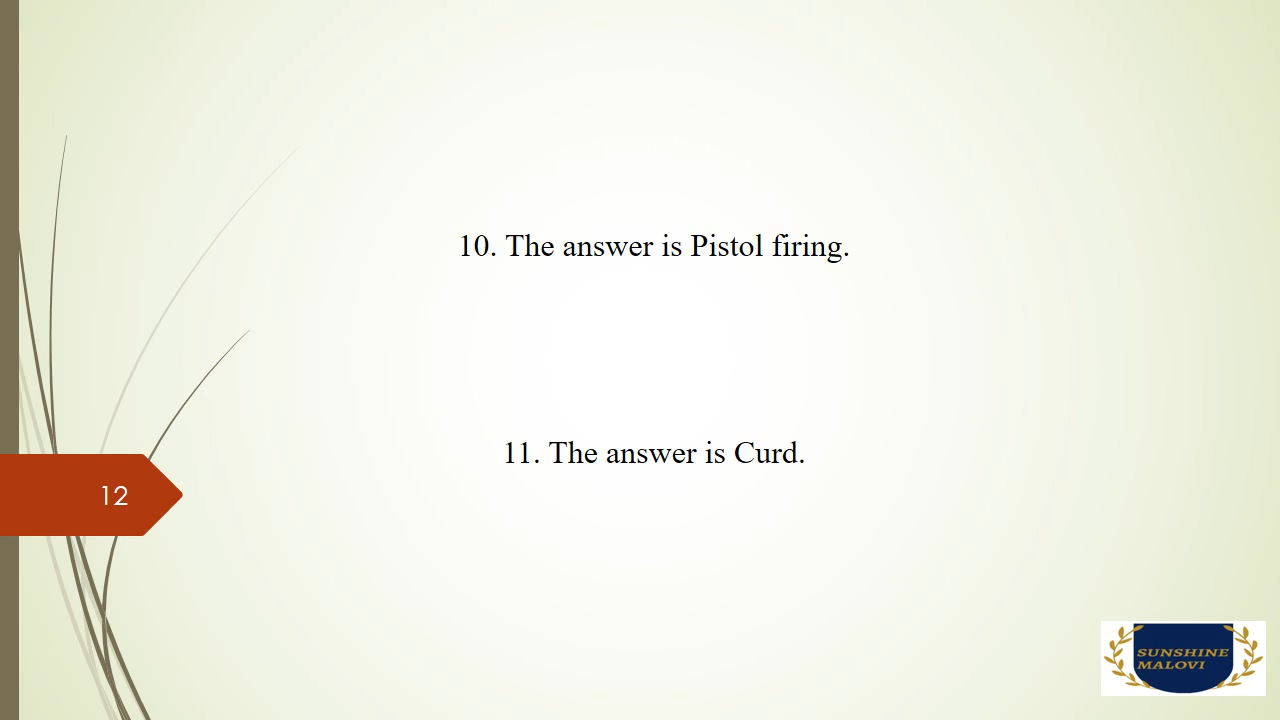 10. The answer is Pistol firing.
11. The answer is Curd.
12
SUNSHINE
MALOVI